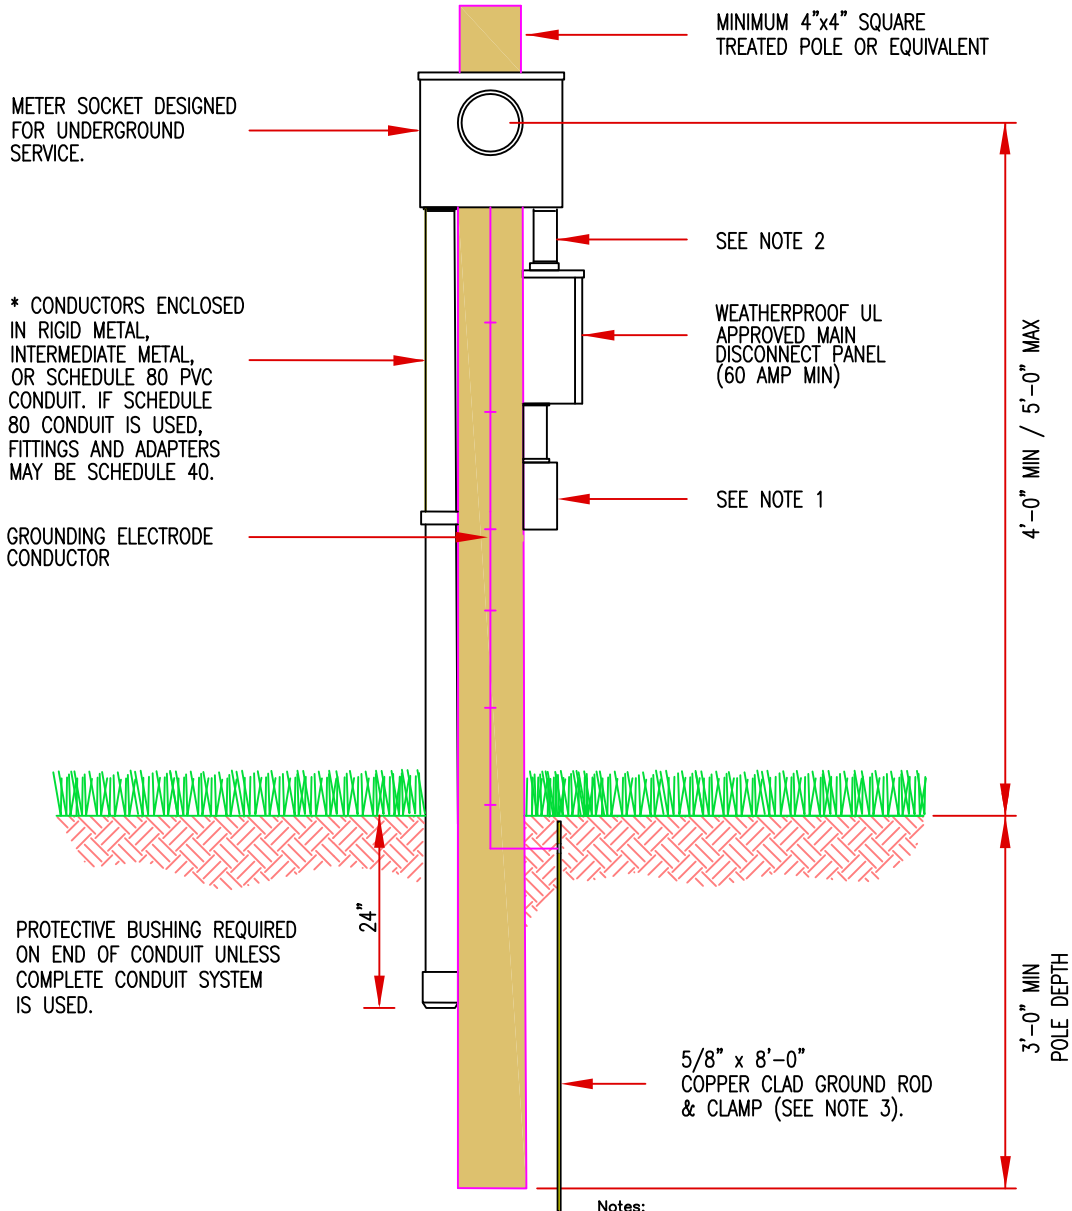 MINIMUM 4"x4" SQUARE
TREATED POLE OR EQUIVALENT
METER SOCKET DESIGNED
FOR UNDERGROUND
SERVICE.
SEE NOTE 2
* CONDUCTORS ENCLOSED
IN RIGID METAL,
INTERMEDIATE METAL,
OR SCHEDULE 80 PVC
CONDUIT. IF SCHEDULE
80 CONDUIT IS USED,
FITTINGS AND ADAPTERS
MAY BE SCHEDULE 40.
WEATHERPROOF UL
APPROVED MAIN
DISCONNECT PANEL
(60 AMP MIN)
4'-0" MIN / 5'-0" MAX
SEE NOTE 1
GROUNDING ELECTRODE
CONDUCTOR
24"
PROTECTIVE BUSHING REQUIRED
ON END OF CONDUIT UNLESS
COMPLETE CONDUIT SYSTEM
IS USED.
3'-0" MIN
POLE DEPTH
5/8" x 8'-0"
COPPER CLAD GROUND ROD
& CLAMP (SEE NOTE 3).
Notes: